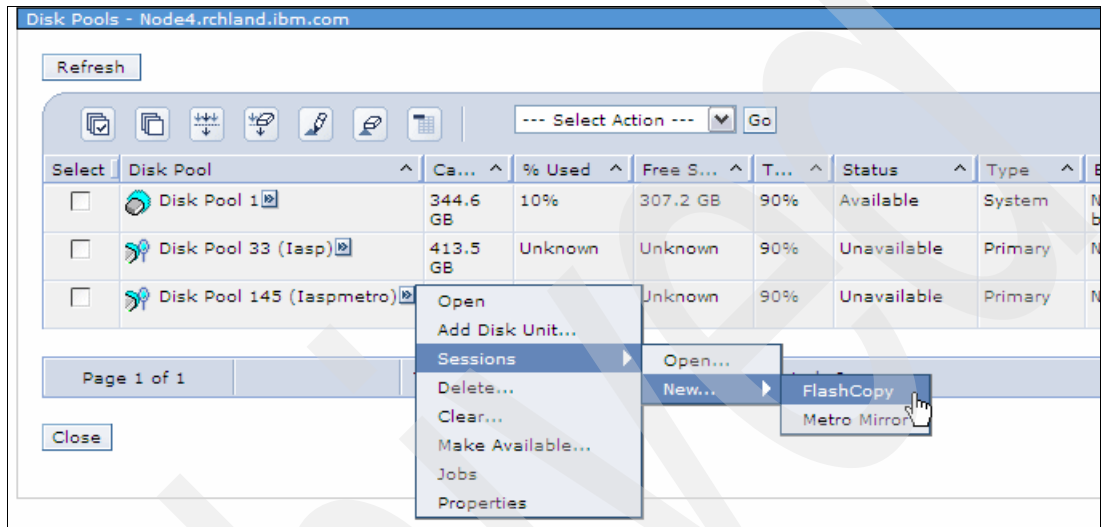 Disk Pools - Node4.rchland.ibm.com
Refresh
--- Select Action --- Go
Select Disk Pool Ca... % Used Free S... T... Status Type
Disk Pool 1 344.6 GB 10% 307.2 GB 90% Available System
Disk Pool 33 (Iasp) 413.5 GB Unknown Unknown 90% Unavailable Primary
Disk Pool 145 (Iaspmetro) Unknown 90% Unavailable Primary
Open
Add Disk Unit...
Sessions
Open...
New...
FlashCopy
Metro Mirror
Delete...
Clear...
Make Available...
Jobs
Properties
Page 1 of 1
Close